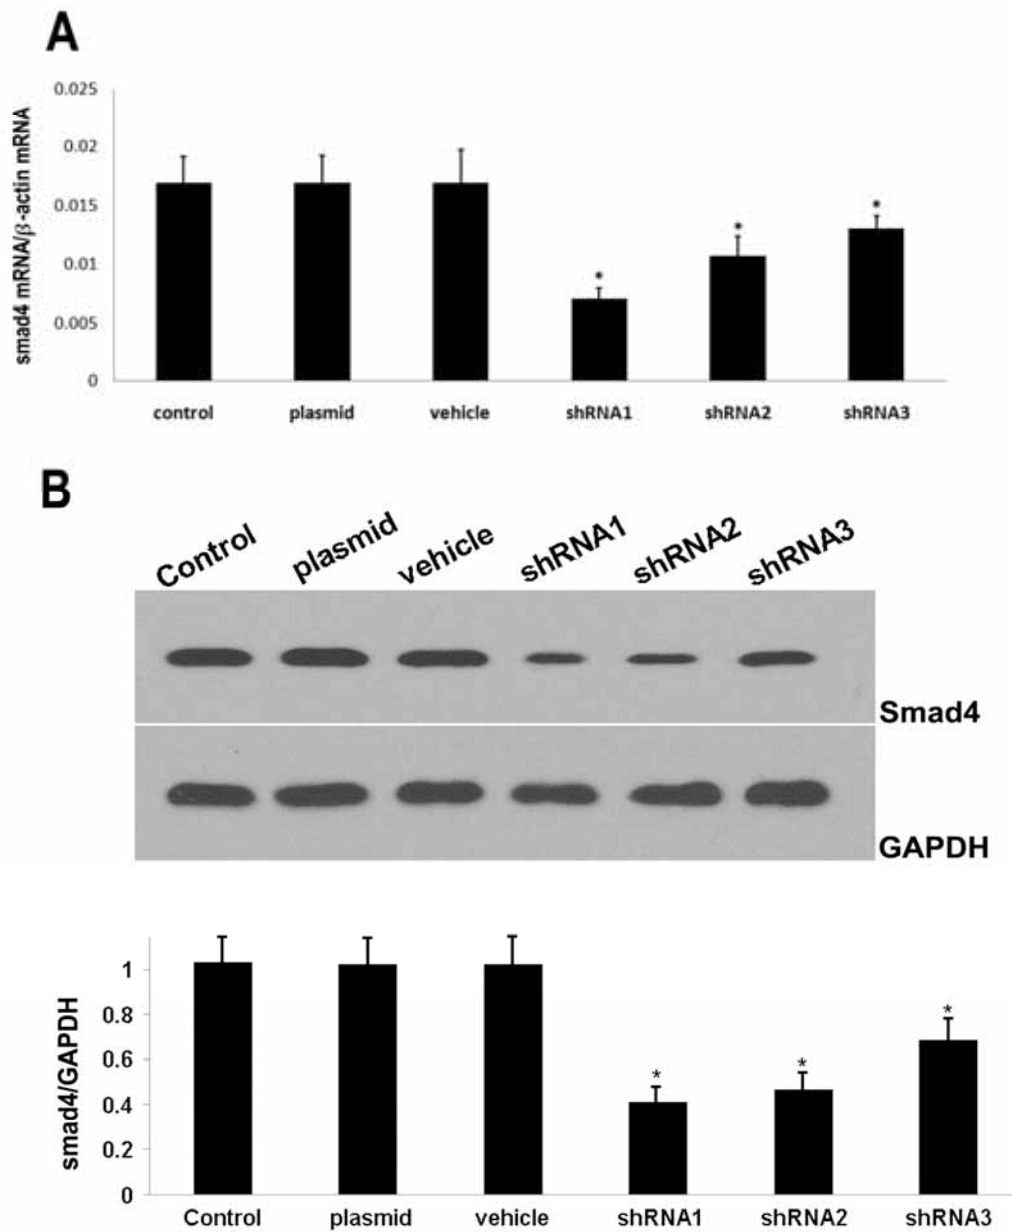 A
smad4 mRNA/β-actin mRNA
0.025
0.02
0.015
0.01
0.005
0
* * *
control plasmid vehicle shRNA1 shRNA2 shRNA3
B
Control plasmid vehicle shRNA1 shRNA2 shRNA3
Smad4
GAPDH
smad4/GAPDH
1
0.8
0.6
0.4
0.2
0
* * *
Control plasmid vehicle shRNA1 shRNA2 shRNA3